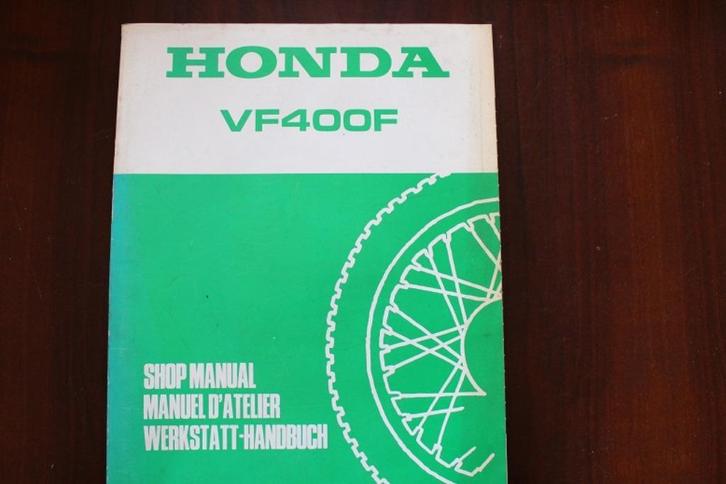 HONDA
VF400F
SHOP MANUAL
MANUEL D'ATELIER
WERKSTATT-HANDBUCH